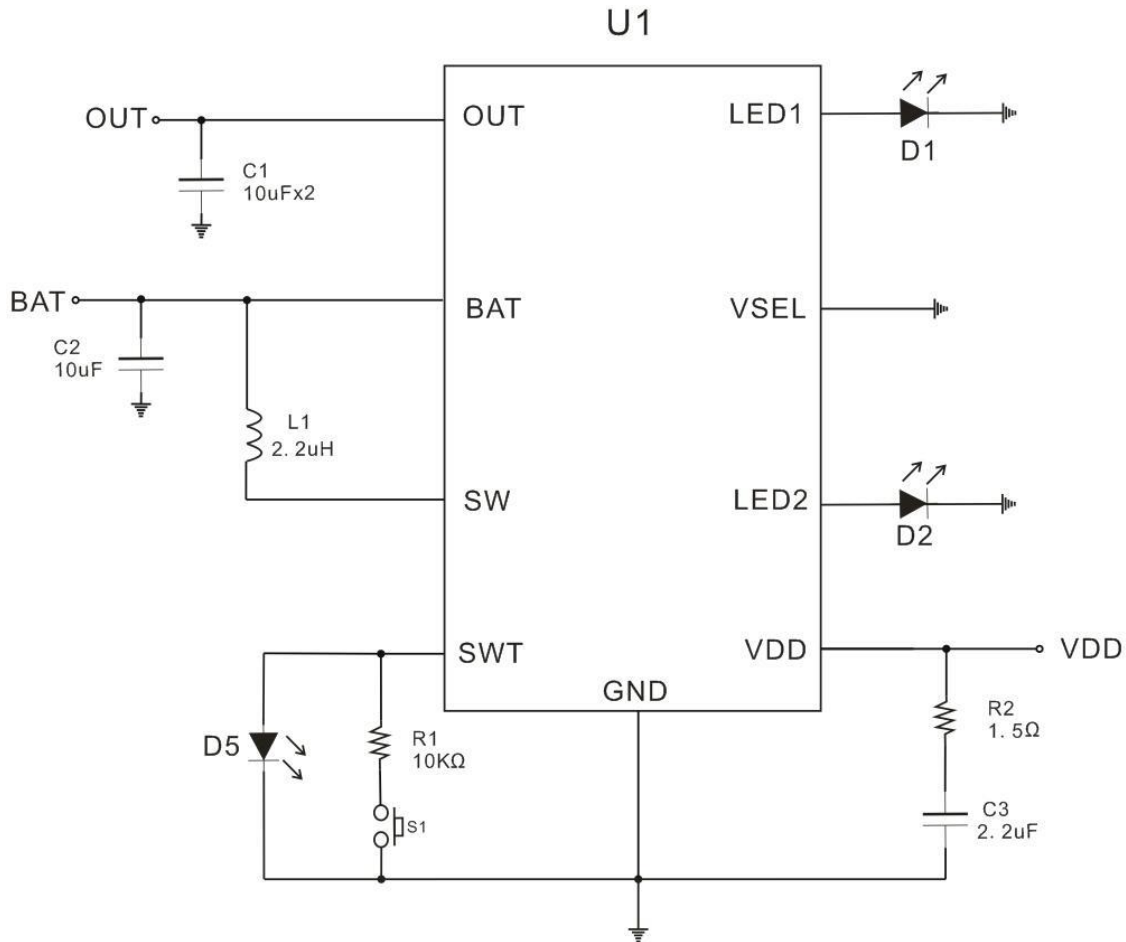 U1
OUT
OUT
LED1
D1
C1
10uFx2
BAT
BAT
VSEL
C2
10uF
L1
2. 2uH
SW
LED2
D2
SWT
VDD
VDD
GND
D5
R1
10KΩ
S1
R2
1. 5Ω
C3
2. 2uF